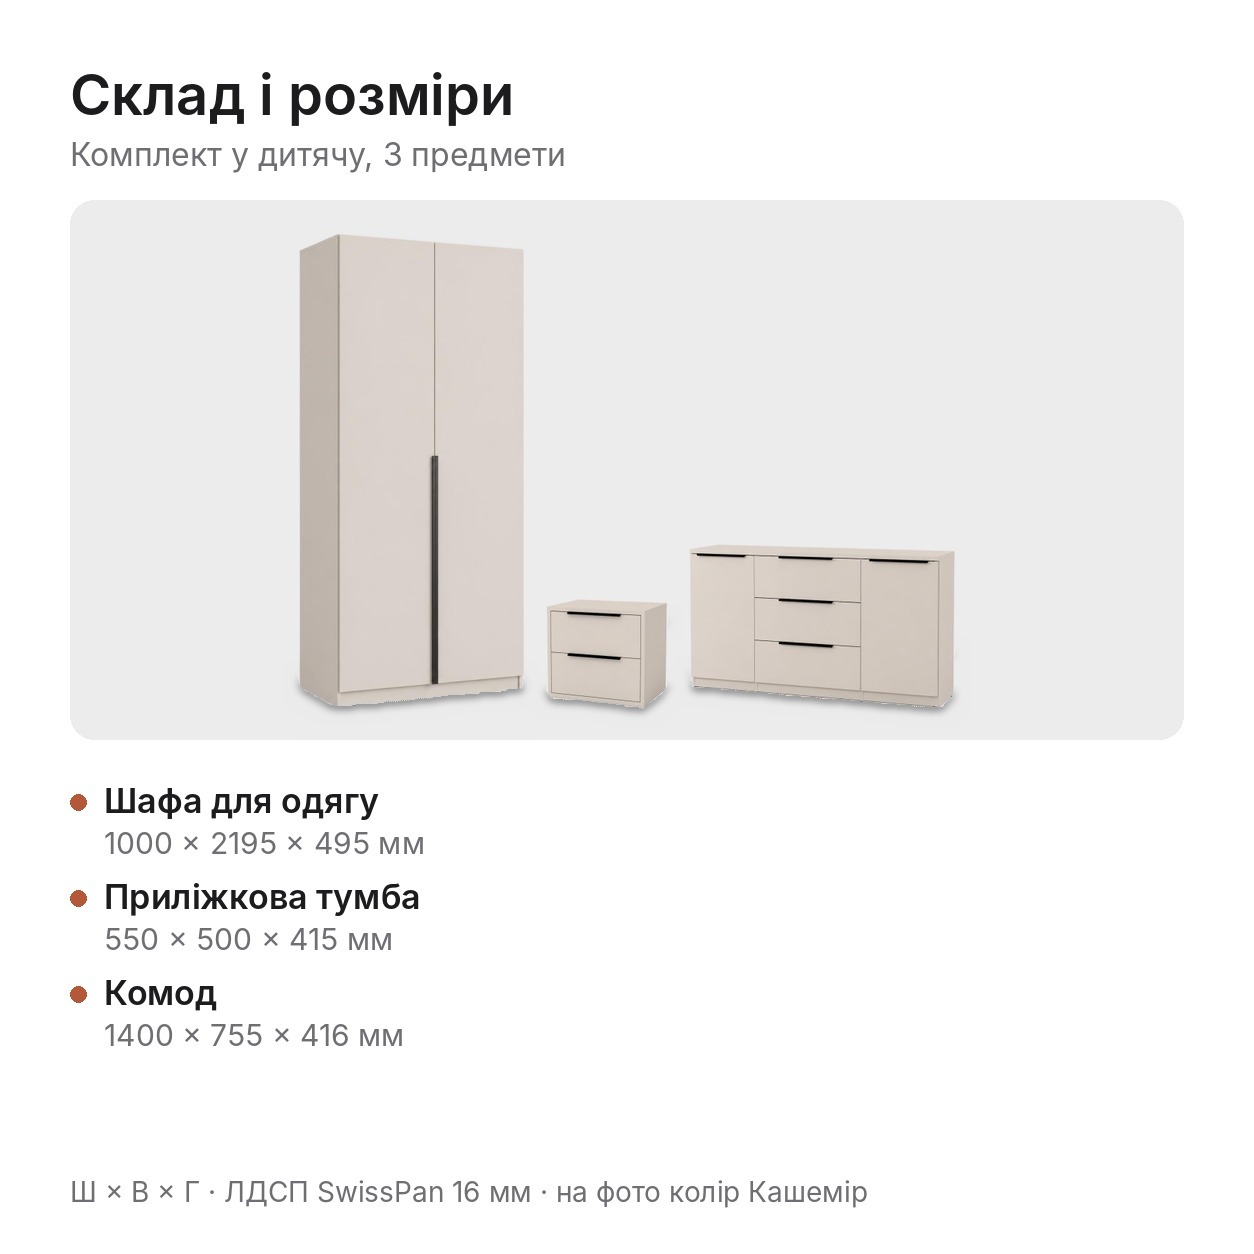 Склад і розміри
Комплект у дитячу, 3 предмети
Шафа для одягу
1000 × 2195 × 495 мм
Приліжкова тумба
550 × 500 × 415 мм
Комод
1400 × 755 × 416 мм
Ш × В × Г · ЛДСП SwissPan 16 мм · на фото колір Кашемір